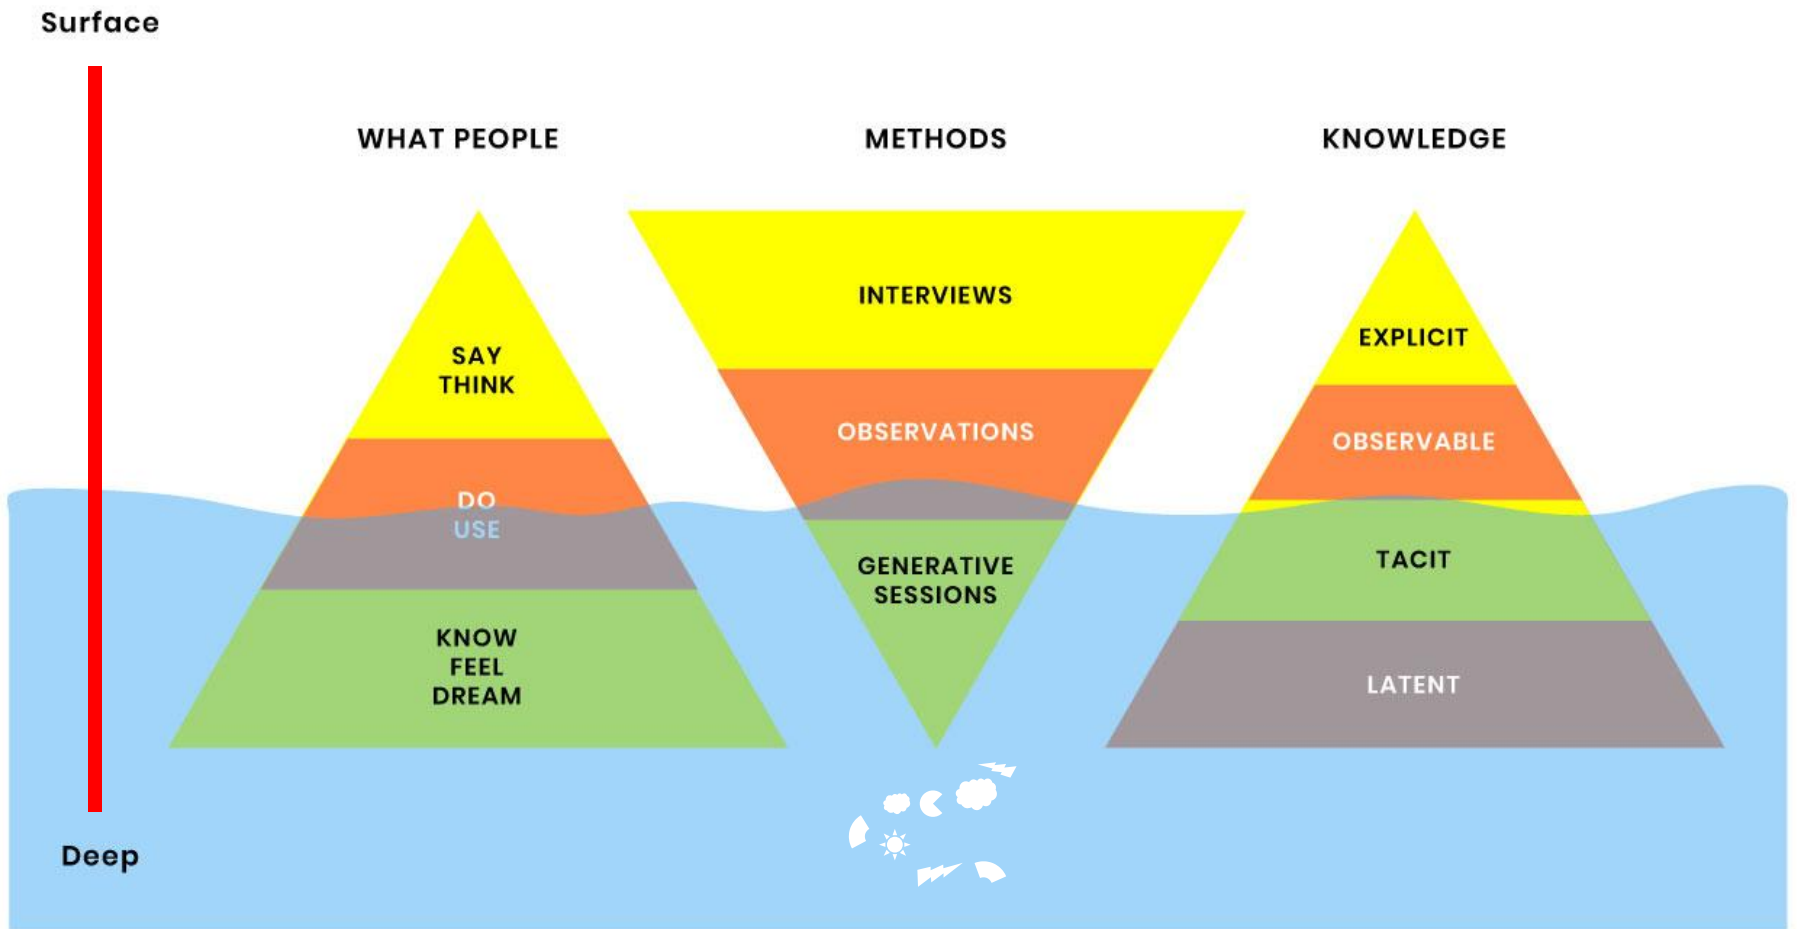 Surface
WHAT PEOPLE
METHODS
KNOWLEDGE
SAY
THINK
DO
USE
KNOW
FEEL
DREAM
INTERVIEWS
OBSERVATIONS
GENERATIVE
SESSIONS
EXPLICIT
OBSERVABLE
TACIT
LATENT
Deep